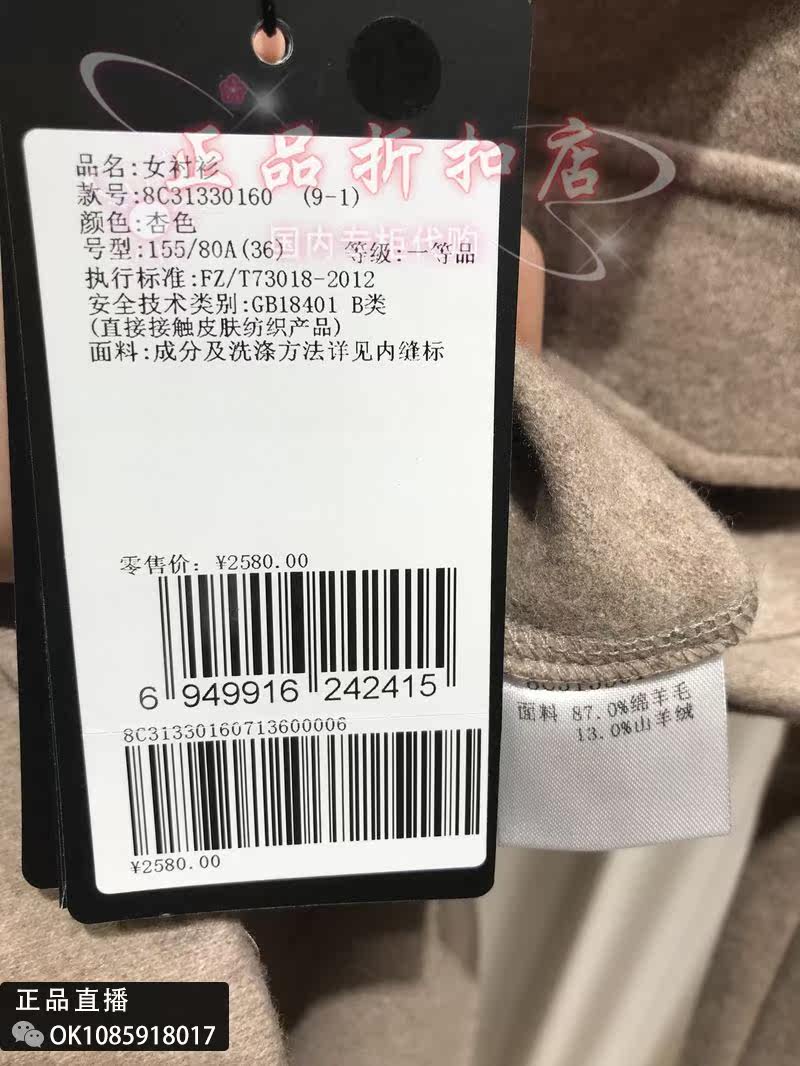 正品折扣店
国内专柜代购
品名:女衬衫
款号:8C31330160 (9-1)
颜色:杏色
号型:155/80A(36) 等级:一等品
执行标准:FZ/T73018-2012
安全技术类别:GB18401 B类
(直接接触皮肤纺织产品)
面料:成分及洗涤方法详见内缝标
零售价: ¥2580.00
6 949916 242415
8C31330160713600006
¥2580.00
面料 87.0%绵羊毛
13.0%山羊绒
正品直播
OK1085918017